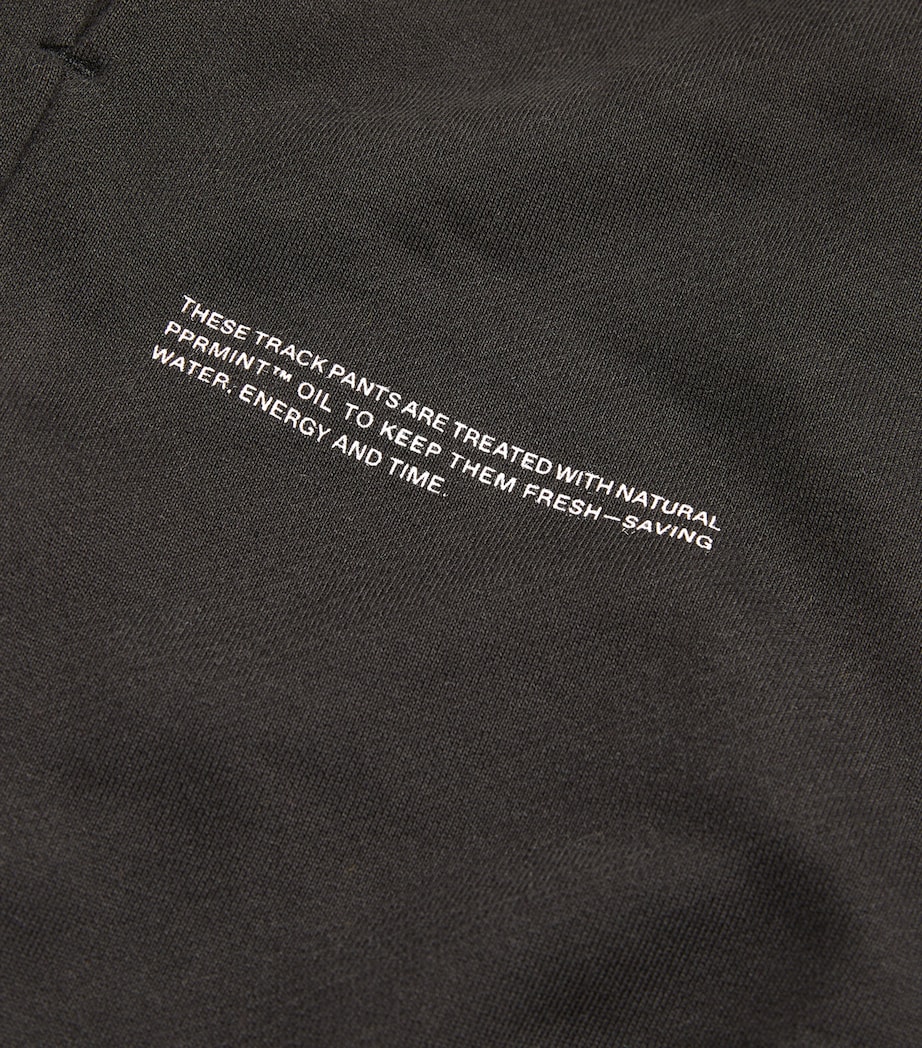 THESE TRACK PANTS ARE TREATED WITH NATURAL
PPRMINT™ OIL TO KEEP THEM FRESH—SAVING
WATER, ENERGY AND TIME.